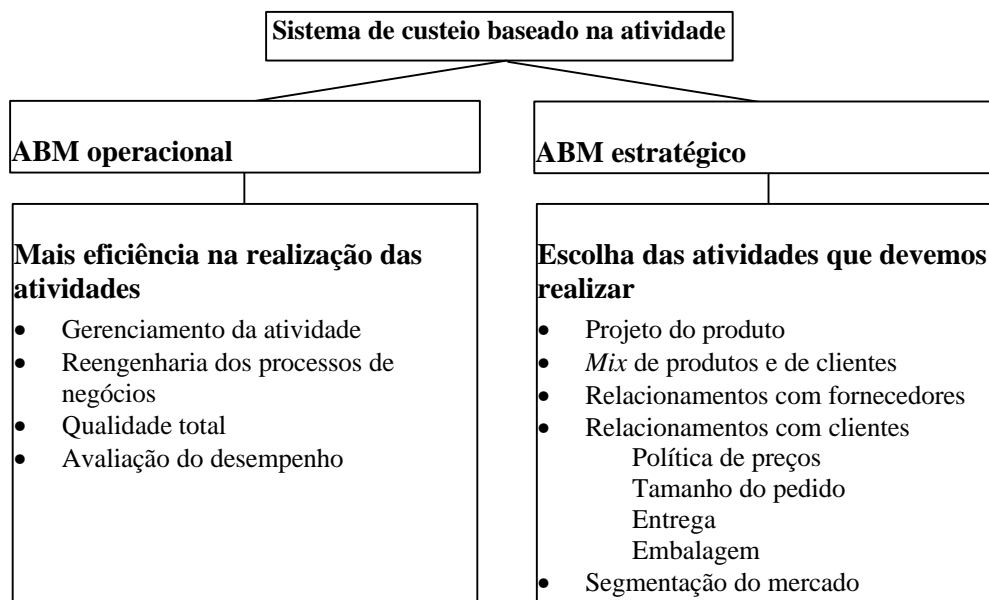 Sistema de custeio baseado na atividade
ABM operacional
Mais eficiência na realização das
atividades
• Gerenciamento da atividade
• Reengenharia dos processos de
negócios
• Qualidade total
• Avaliação do desempenho
ABM estratégico
Escolha das atividades que devemos
realizar
• Projeto do produto
• Mix de produtos e de clientes
• Relacionamentos com fornecedores
• Relacionamentos com clientes
Política de preços
Tamanho do pedido
Entrega
Embalagem
• Segmentação do mercado